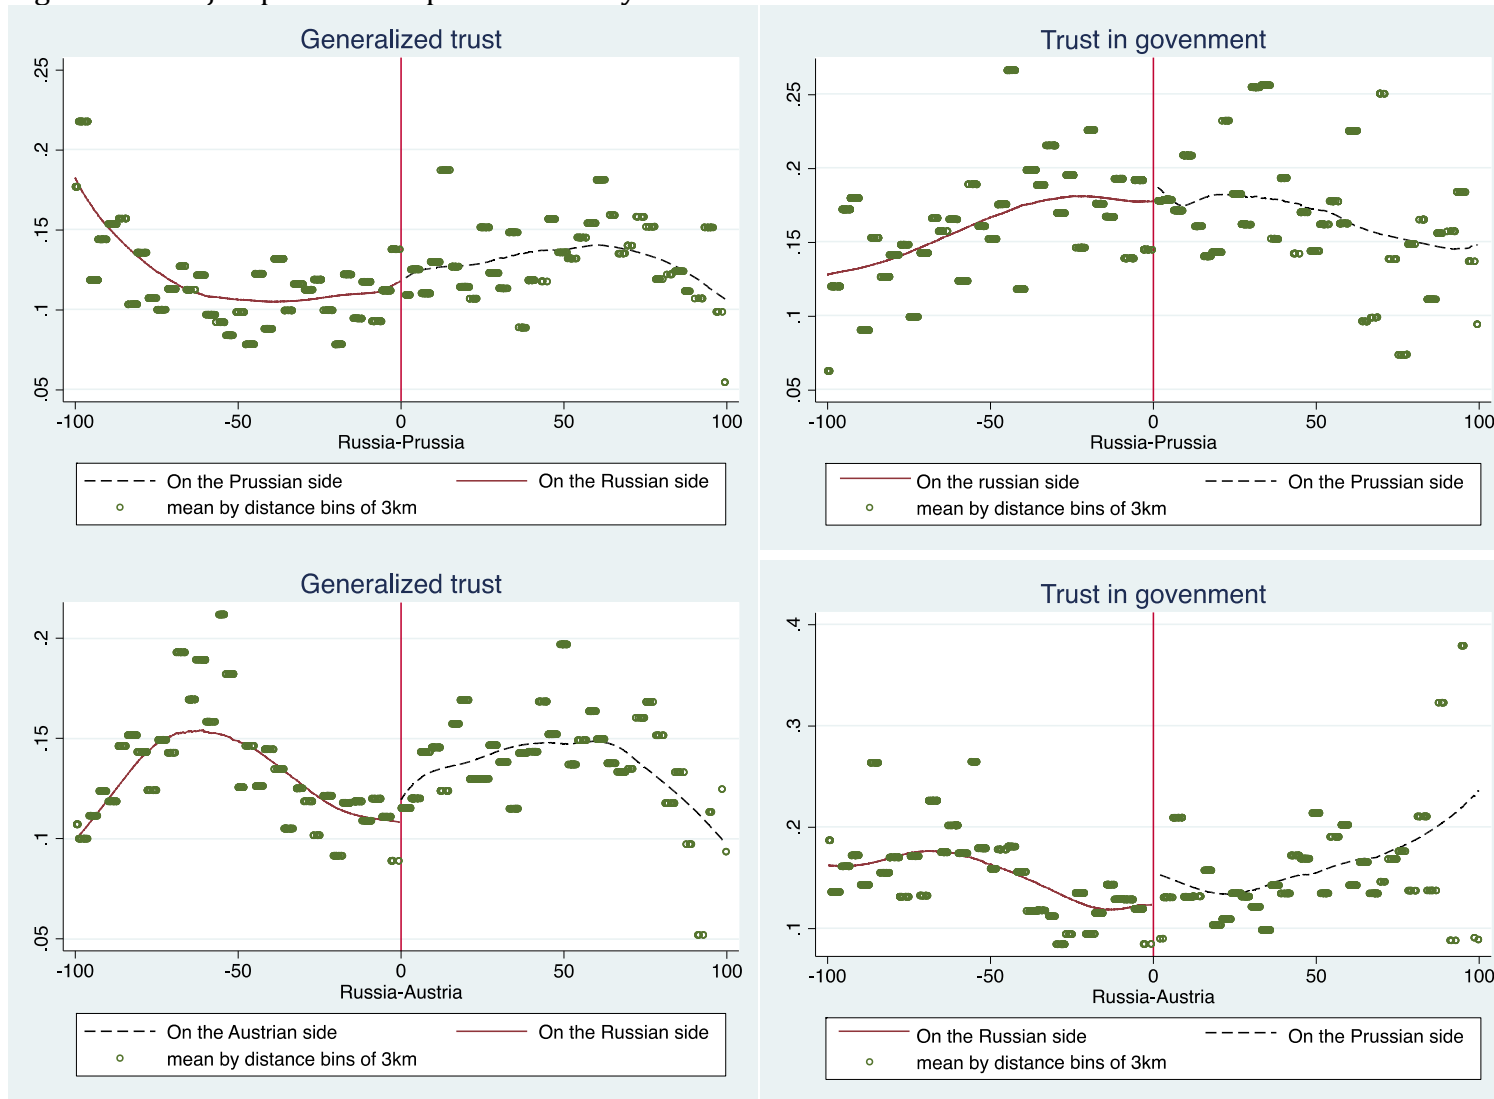 Generalized trust
.25
.2
.15
.1
.05
-100 -50 0 50 100
Russia-Prussia
On the Prussian side On the Russian side
mean by distance bins of 3km
Trust in govenment
.25
.2
.15
.1
.05
-100 -50 0 50 100
Russia-Prussia
On the russian side On the Prussian side
mean by distance bins of 3km
Generalized trust
.2
.15
.1
.05
-100 -50 0 50 100
Russia-Austria
On the Austrian side On the Russian side
mean by distance bins of 3km
Trust in govenment
.4
.3
.2
.1
-100 -50 0 50 100
Russia-Austria
On the Russian side On the Prussian side
mean by distance bins of 3km